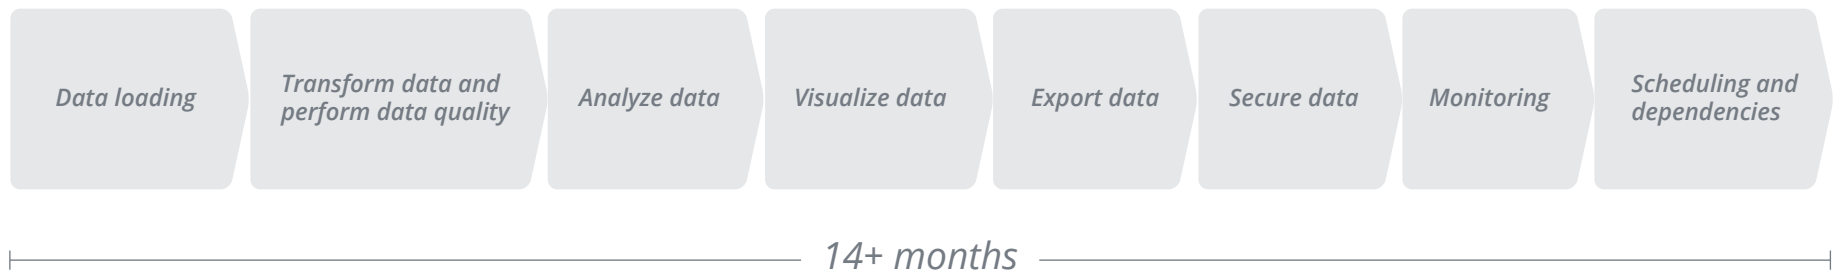 Data loading
Transform data and
perform data quality
Analyze data
Visualize data
Export data
Secure data
Monitoring
Scheduling and
dependencies
14+ months